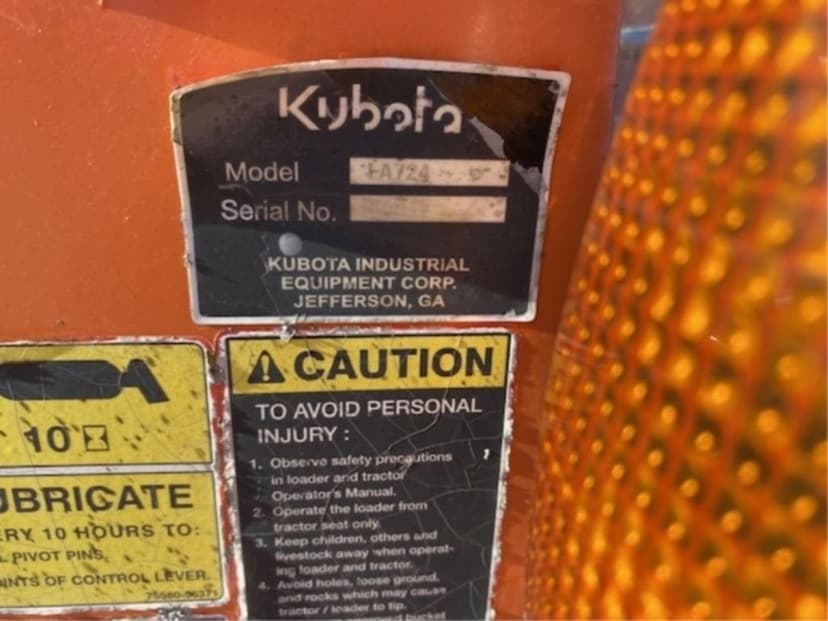 Kubota
Model
Serial No.
KUBOTA INDUSTRIAL
EQUIPMENT CORP.
JEFFERSON, GA
CAUTION
TO AVOID PERSONAL
INJURY :
1. Observe safety precautions
in loader and tractor
Operator's Manual.
2. Operate the loader from
tractor seat only.
3. Keep children, others and
livestock away when operat-
ing loader and tractor.
4. Avoid holes, loose ground,
and rocks which may cause
tractor / loader to tip.
bucket
10
UBRICATE
ERY 10 HOURS TO:
L PIVOT PINS.
INTS OF CONTROL LEVER.